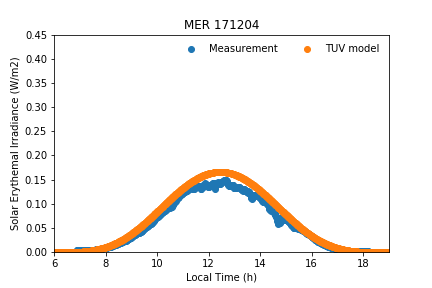 MER 171204
Measurement TUV model
Solar Erythemal Irradiance (W/m2)
0.45
0.40
0.35
0.30
0.25
0.20
0.15
0.10
0.05
0.00
6 8 10 12 14 16 18
Local Time (h)